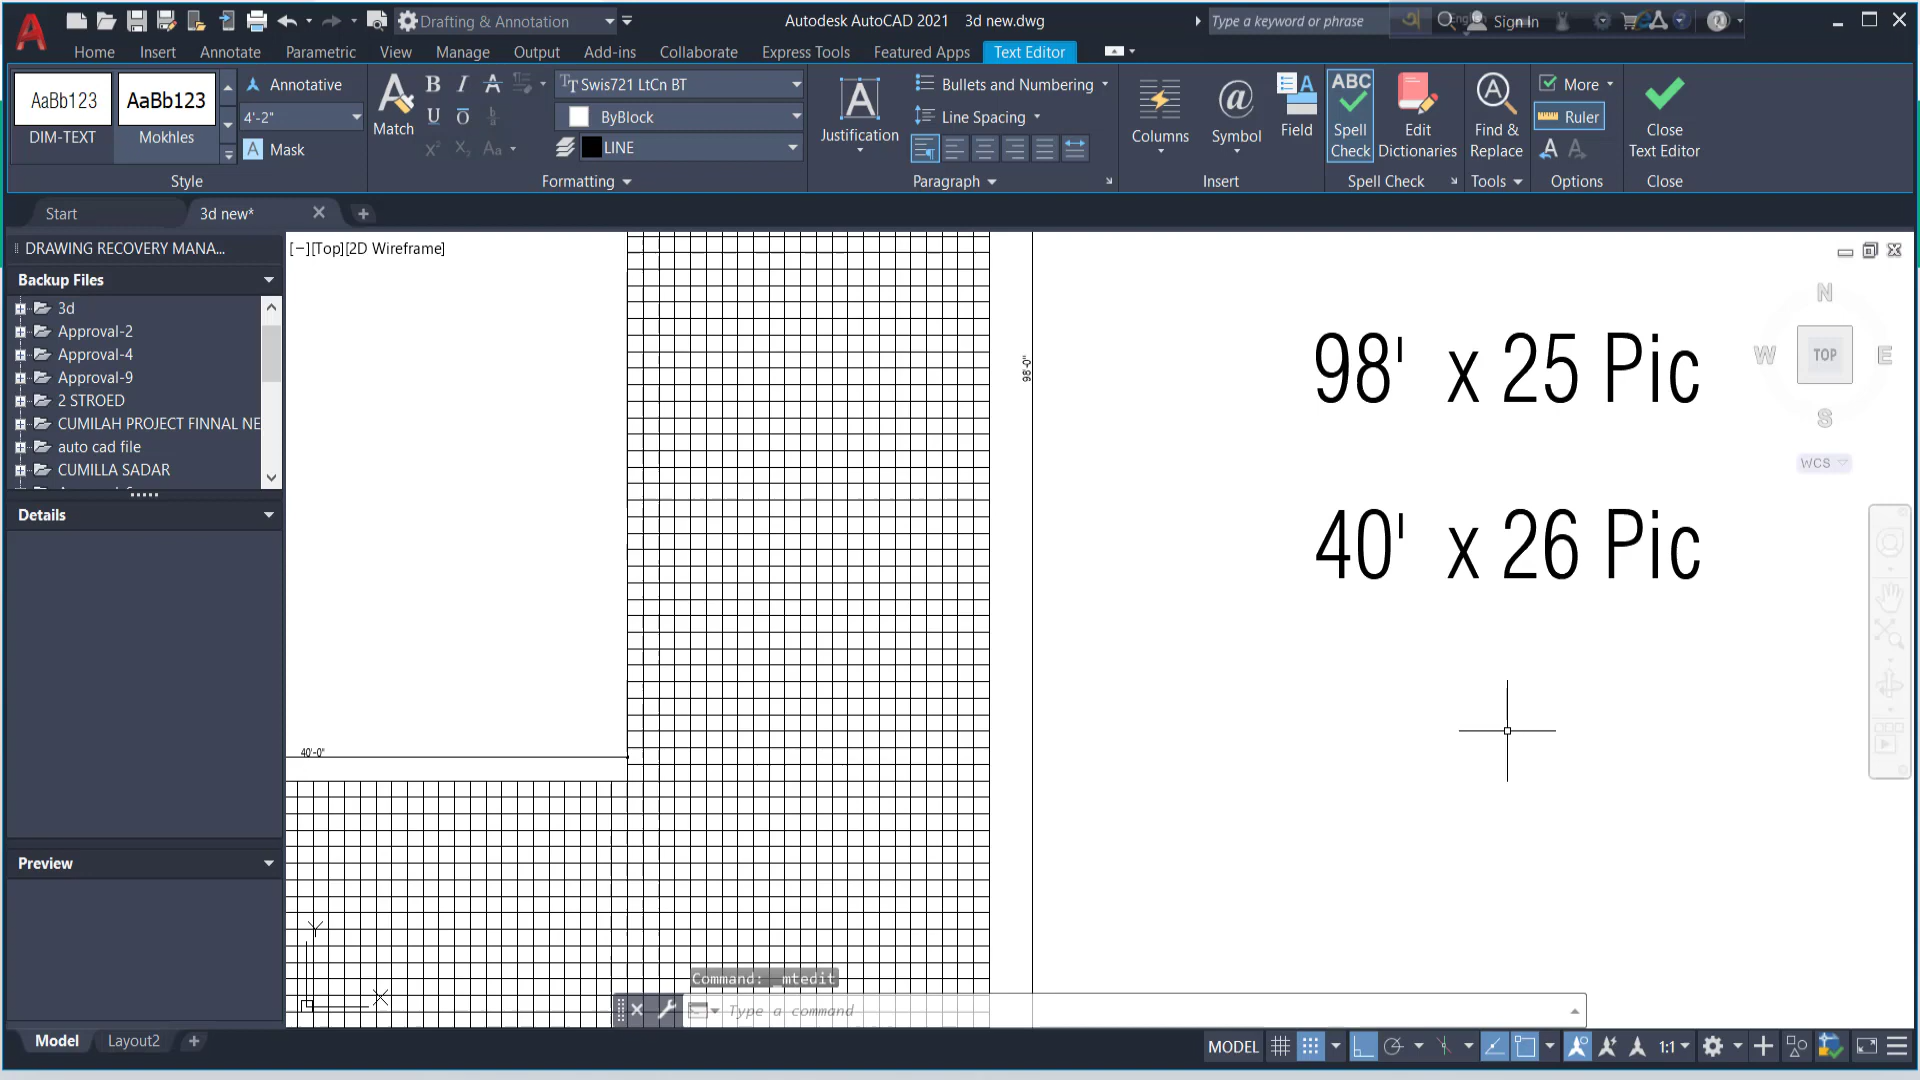 Drafting & Annotation
Autodesk AutoCAD 2021 3d new.dwg
Type a keyword or phrase
Sign In
Home Insert Annotate Parametric View Manage Output Add-ins Collaborate Express Tools Featured Apps Text Editor
AaBb123
DIM-TEXT
AaBb123
Mokhles
Annotative
4'-2"
Mask
Style
Match
Swis721 LtCn BT
ByBlock
LINE
Formatting
Justification
Bullets and Numbering
Line Spacing
Paragraph
Columns
Symbol
Field
Insert
ABC
Spell
Check
Edit
Dictionaries
Spell Check
Find &
Replace
Tools
More
Ruler
Options
Close
Text Editor
Close
Start
3d new*
DRAWING RECOVERY MANA...
Backup Files
3d
Approval-2
Approval-4
Approval-9
2 STROED
CUMILAH PROJECT FINNAL NE
auto cad file
CUMILLA SADAR
Details
Preview
[−][Top][2D Wireframe]
98'-0"
40'-0"
98' x 25 Pic
40' x 26 Pic
N
W
TOP
E
S
WCS
Y
X
Command: _mtedit
Type a command
Model
Layout2
MODEL
1:1